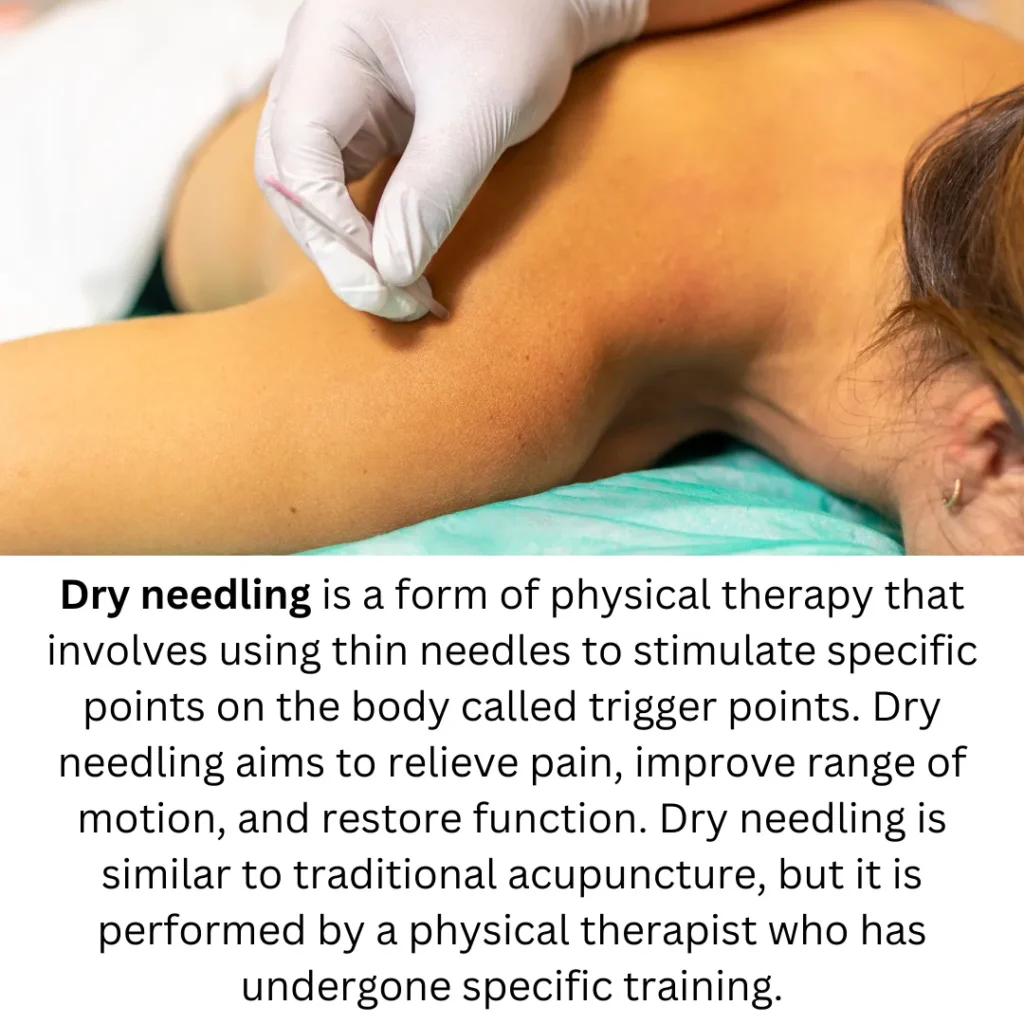 Dry needling is a form of physical therapy that
involves using thin needles to stimulate specific
points on the body called trigger points. Dry
needling aims to relieve pain, improve range of
motion, and restore function. Dry needling is
similar to traditional acupuncture, but it is
performed by a physical therapist who has
undergone specific training.